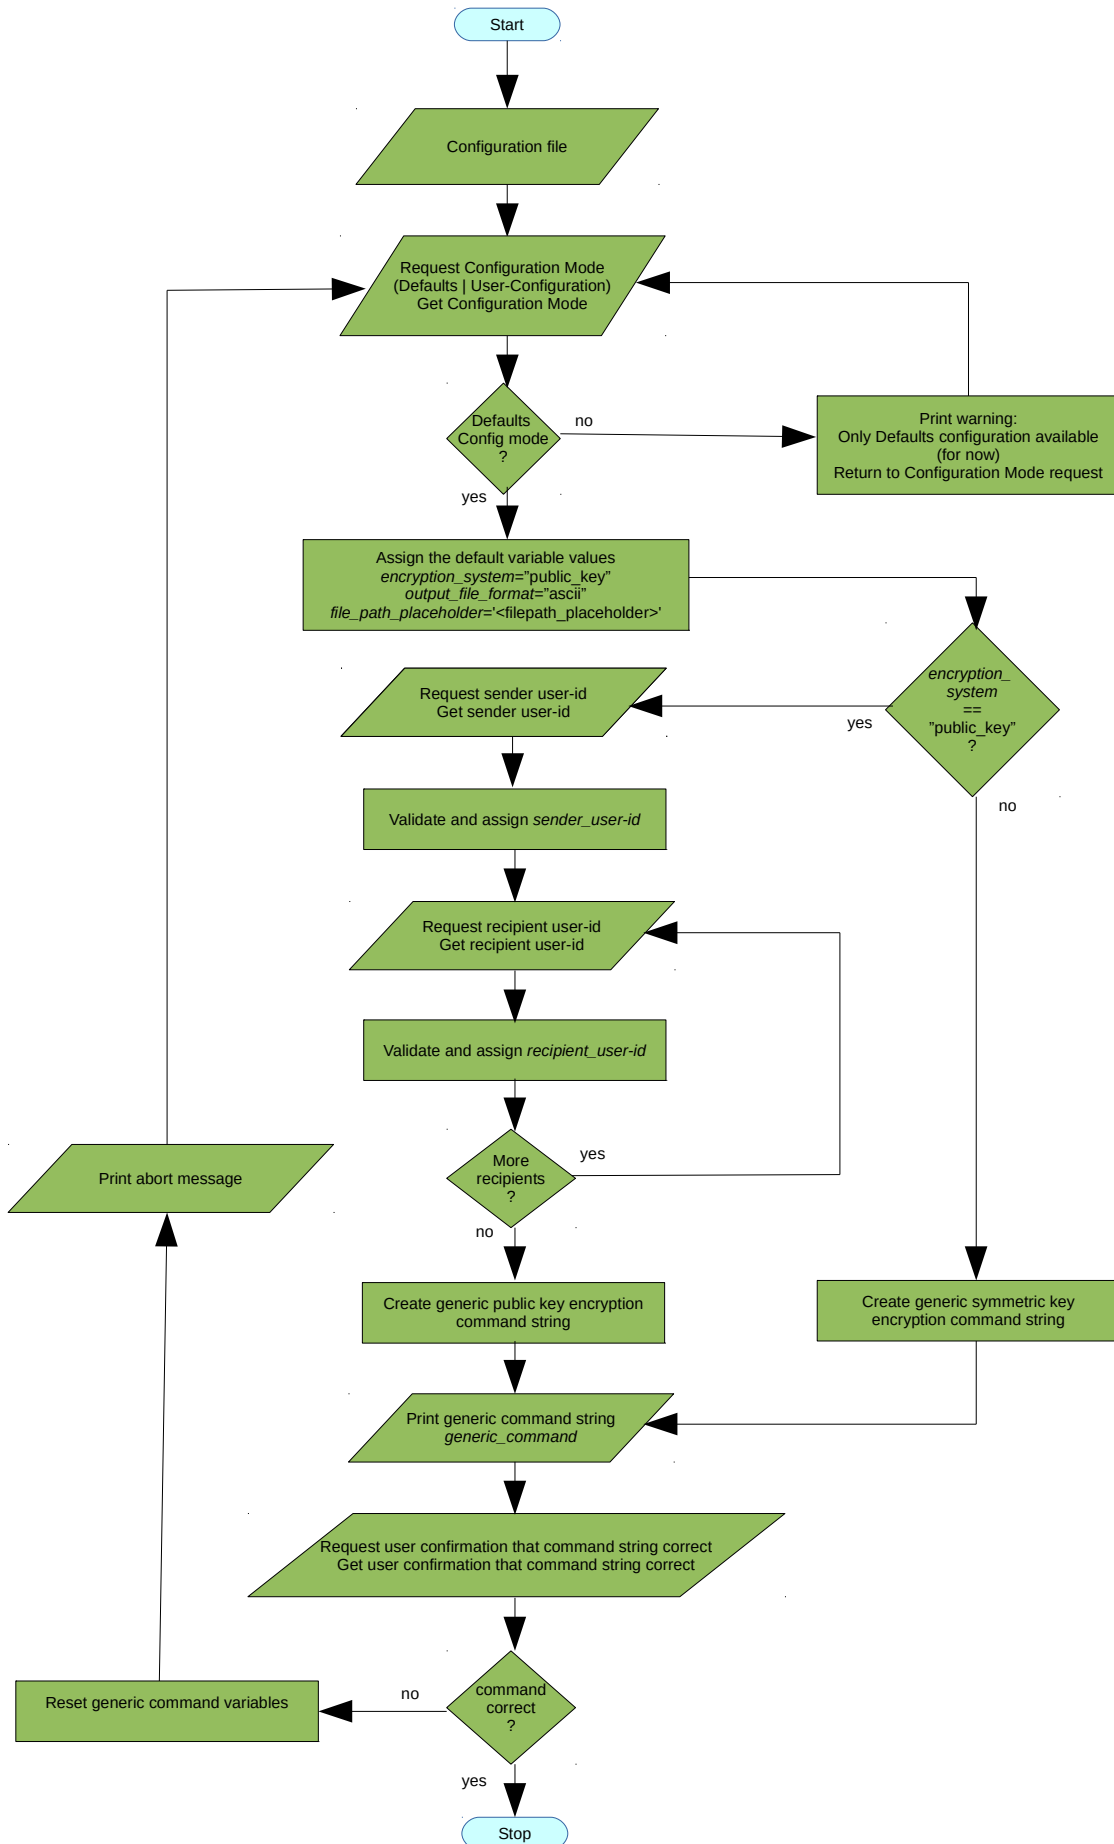 Start
Configuration file
Request Configuration Mode
(Defaults | User-Configuration)
Get Configuration Mode
Defaults
Config mode
?
no
Print warning:
Only Defaults configuration available
(for now)
Return to Configuration Mode request
yes
Assign the default variable values
encryption_system=”public_key”
output_file_format=”ascii”
file_path_placeholder='<filepath_placeholder>'
encryption_
system
==
”public_key”
?
yes
no
Request sender user-id
Get sender user-id
Validate and assign sender_user-id
Request recipient user-id
Get recipient user-id
Validate and assign recipient_user-id
More
recipients
?
yes
no
Print abort message
Create generic public key encryption
command string
Create generic symmetric key
encryption command string
Print generic command string
generic_command
Request user confirmation that command string correct
Get user confirmation that command string correct
command
correct
?
no
Reset generic command variables
yes
Stop